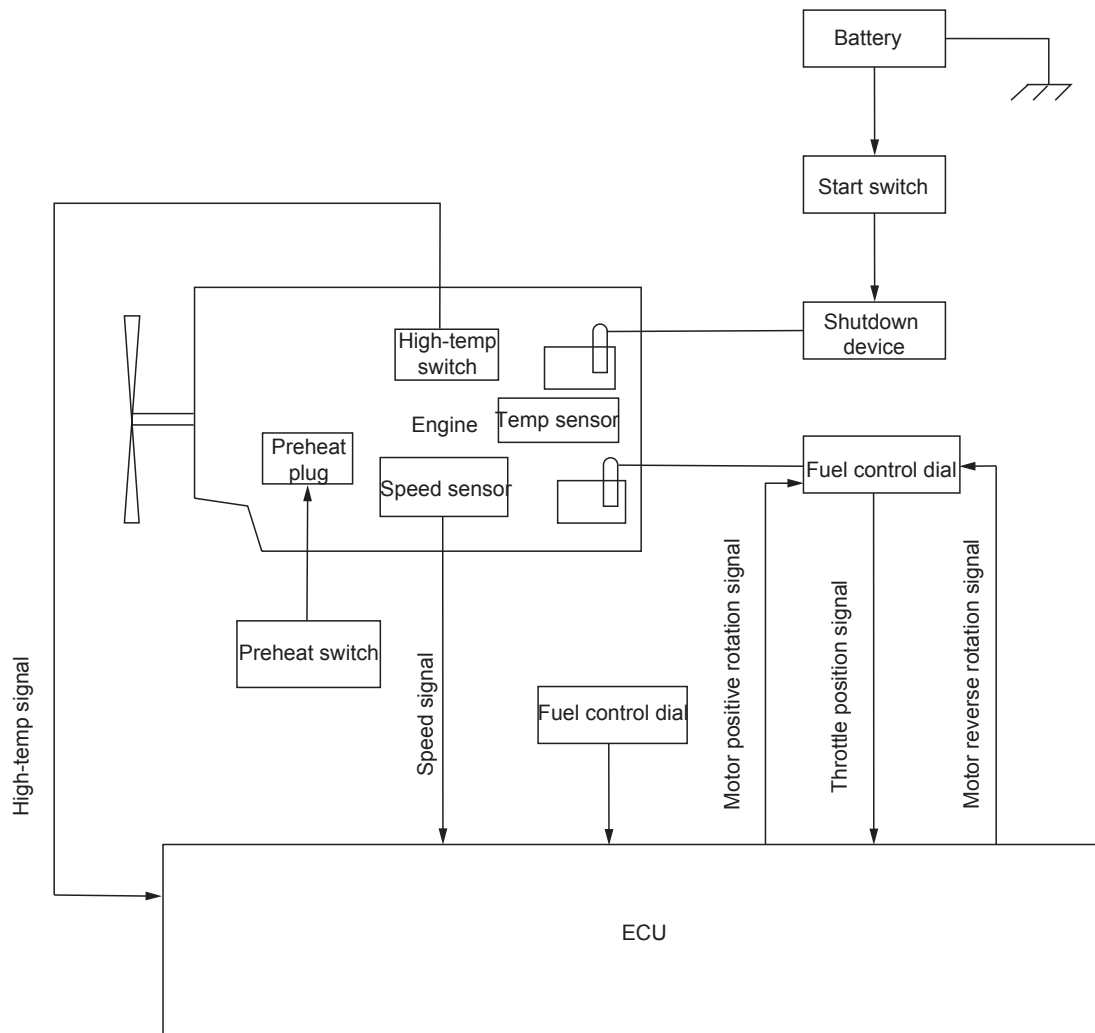 Battery
Start switch
Shutdown
device
High-temp
switch
Engine
Temp sensor
Preheat
plug
Speed sensor
Fuel control dial
Preheat switch
Fuel control dial
High-temp signal
Speed signal
Motor positive rotation signal
Throttle position signal
Motor reverse rotation signal
ECU